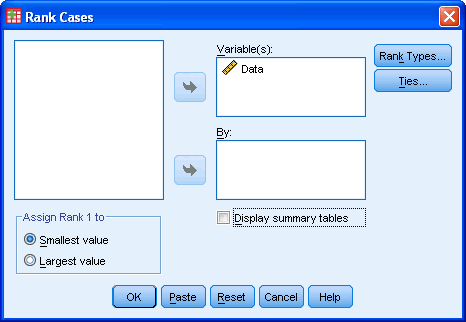 Rank Cases
Variable(s):
Data
Rank Types...
Ties...
By:
Display summary tables
Assign Rank 1 to
Smallest value
Largest value
OK
Paste
Reset
Cancel
Help